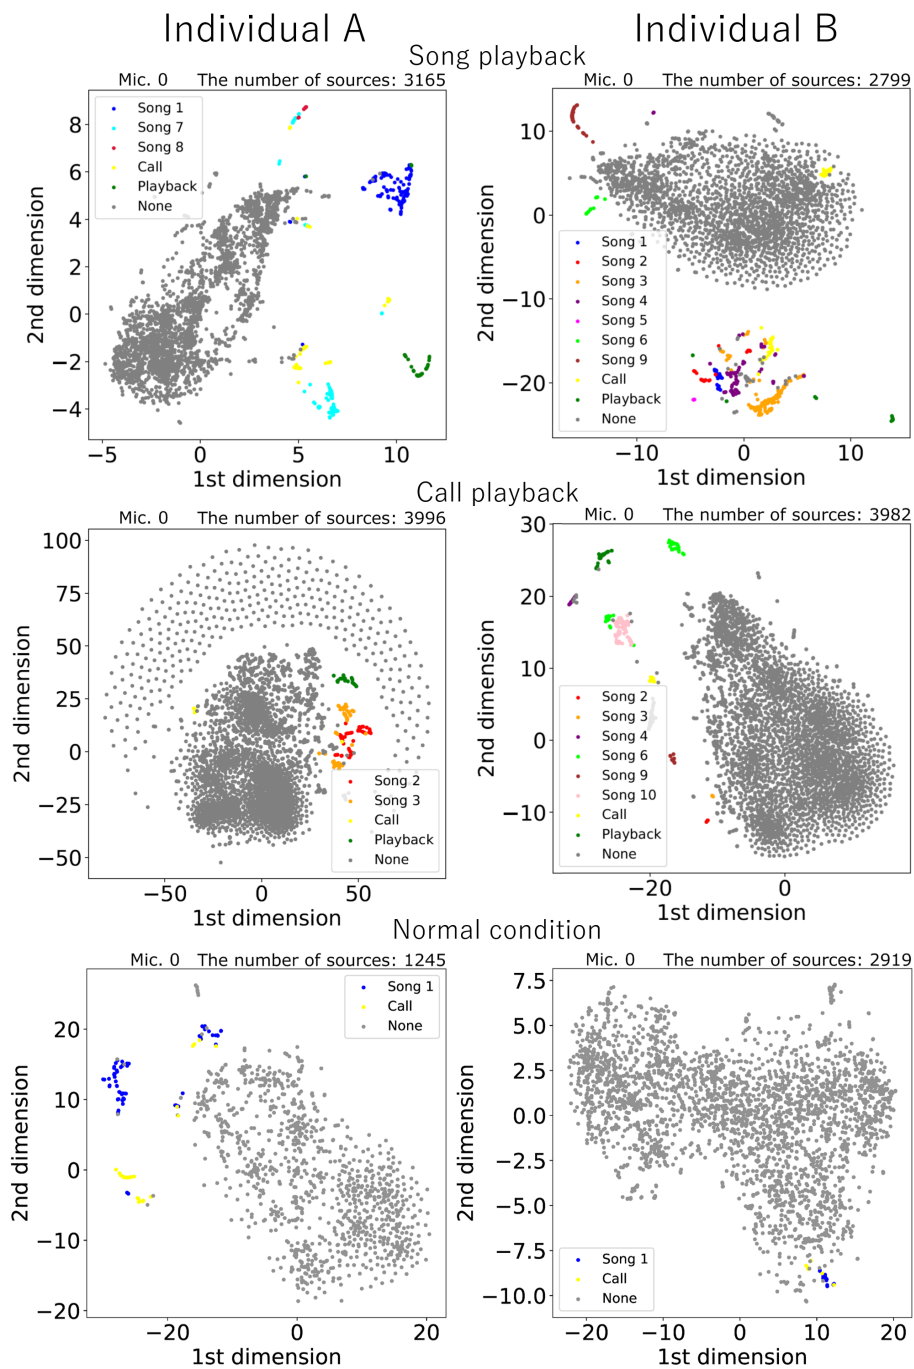 Individual A
Individual B
Song playback
Mic. 0 The number of sources: 3165
8
6
4
2
0
−2
−4
2nd dimension
Song 1
Song 7
Song 8
Call
Playback
None
−5 0 5 10
1st dimension
Mic. 0 The number of sources: 2799
10
0
−10
−20
2nd dimension
Song 1
Song 2
Song 3
Song 4
Song 5
Song 6
Song 9
Call
Playback
None
−10 0 10
1st dimension
Call playback
Mic. 0 The number of sources: 3996
100
75
50
25
0
−25
−50
2nd dimension
Song 2
Song 3
Call
Playback
None
−50 0 50
1st dimension
Mic. 0 The number of sources: 3982
30
20
10
0
−10
2nd dimension
Song 2
Song 3
Song 4
Song 6
Song 9
Song 10
Call
Playback
None
−20 0
1st dimension
Normal condition
Mic. 0 The number of sources: 1245
20
10
0
−10
−20
2nd dimension
Song 1
Call
None
−20 0 20
1st dimension
Mic. 0 The number of sources: 2919
7.5
5.0
2.5
0.0
−2.5
−5.0
−7.5
−10.0
2nd dimension
Song 1
Call
None
−20 −10 0 10 20
1st dimension